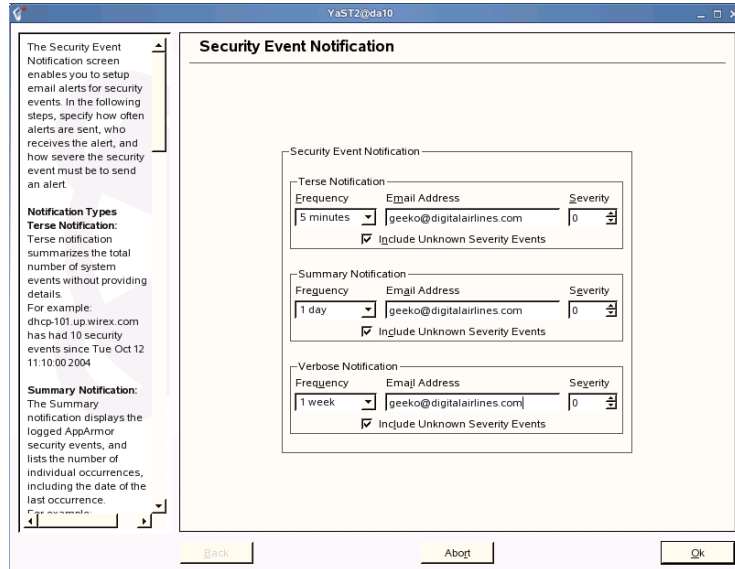 YaST2@da10
The Security Event
Notification screen
enables you to setup
email alerts for security
events. In the following
steps, specify how often
alerts are sent, who
receives the alert, and
how severe the security
event must be to send
an alert.
Notification Types
Terse Notification:
Terse notification
summarizes the total
number of system
events without providing
details.
For example:
dhcp-101.up.wirex.com
has had 10 security
events since Tue Oct 12
11:10:00 2004
Summary Notification:
The Summary
notification displays the
logged AppArmor
security events, and
lists the number of
individual occurrences,
including the date of the
last occurrence.
For example:
Security Event Notification
Security Event Notification
Terse Notification
Frequency Email Address Severity
5 minutes geeko@digitalairlines.com 0
Include Unknown Severity Events
Summary Notification
Frequency Email Address Severity
1 day geeko@digitalairlines.com 0
Include Unknown Severity Events
Verbose Notification
Frequency Email Address Severity
1 week geeko@digitalairlines.com 0
Include Unknown Severity Events
Back Abort Ok